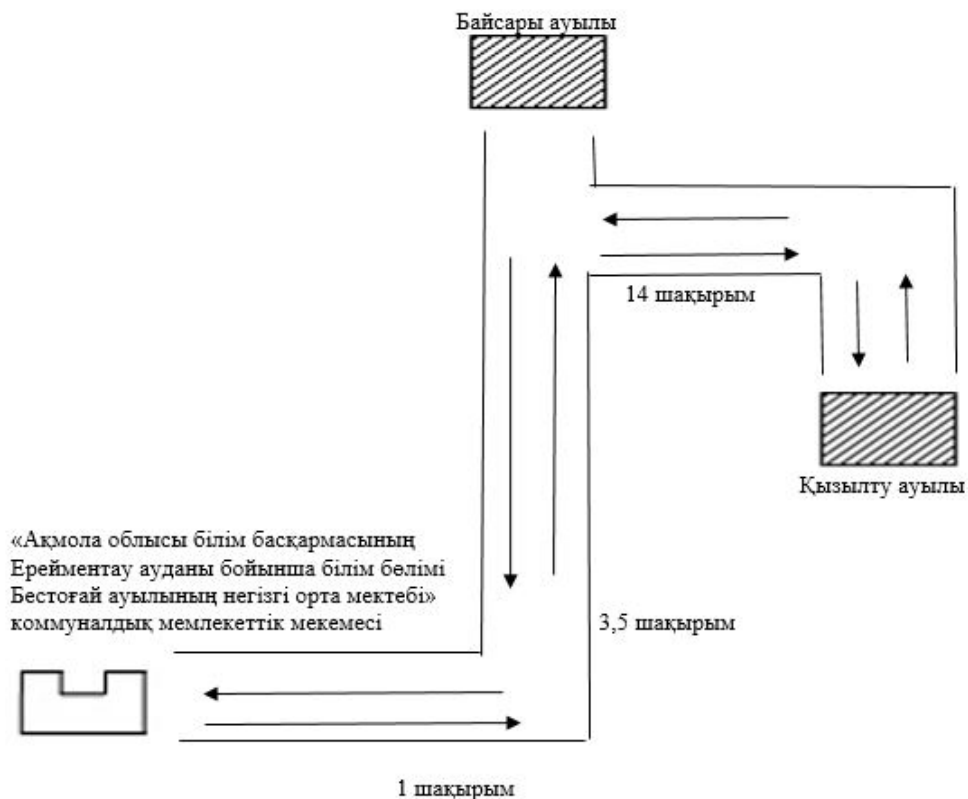 Байсары ауылы
14 шақырым
Қызылту ауылы
«Ақмола облысы білім басқармасының
Ерейментау ауданы бойынша білім бөлімі
Бестоғай ауылының негізгі орта мектебі»
коммуналдық мемлекеттік мекемесі
3,5 шақырым
1 шақырым